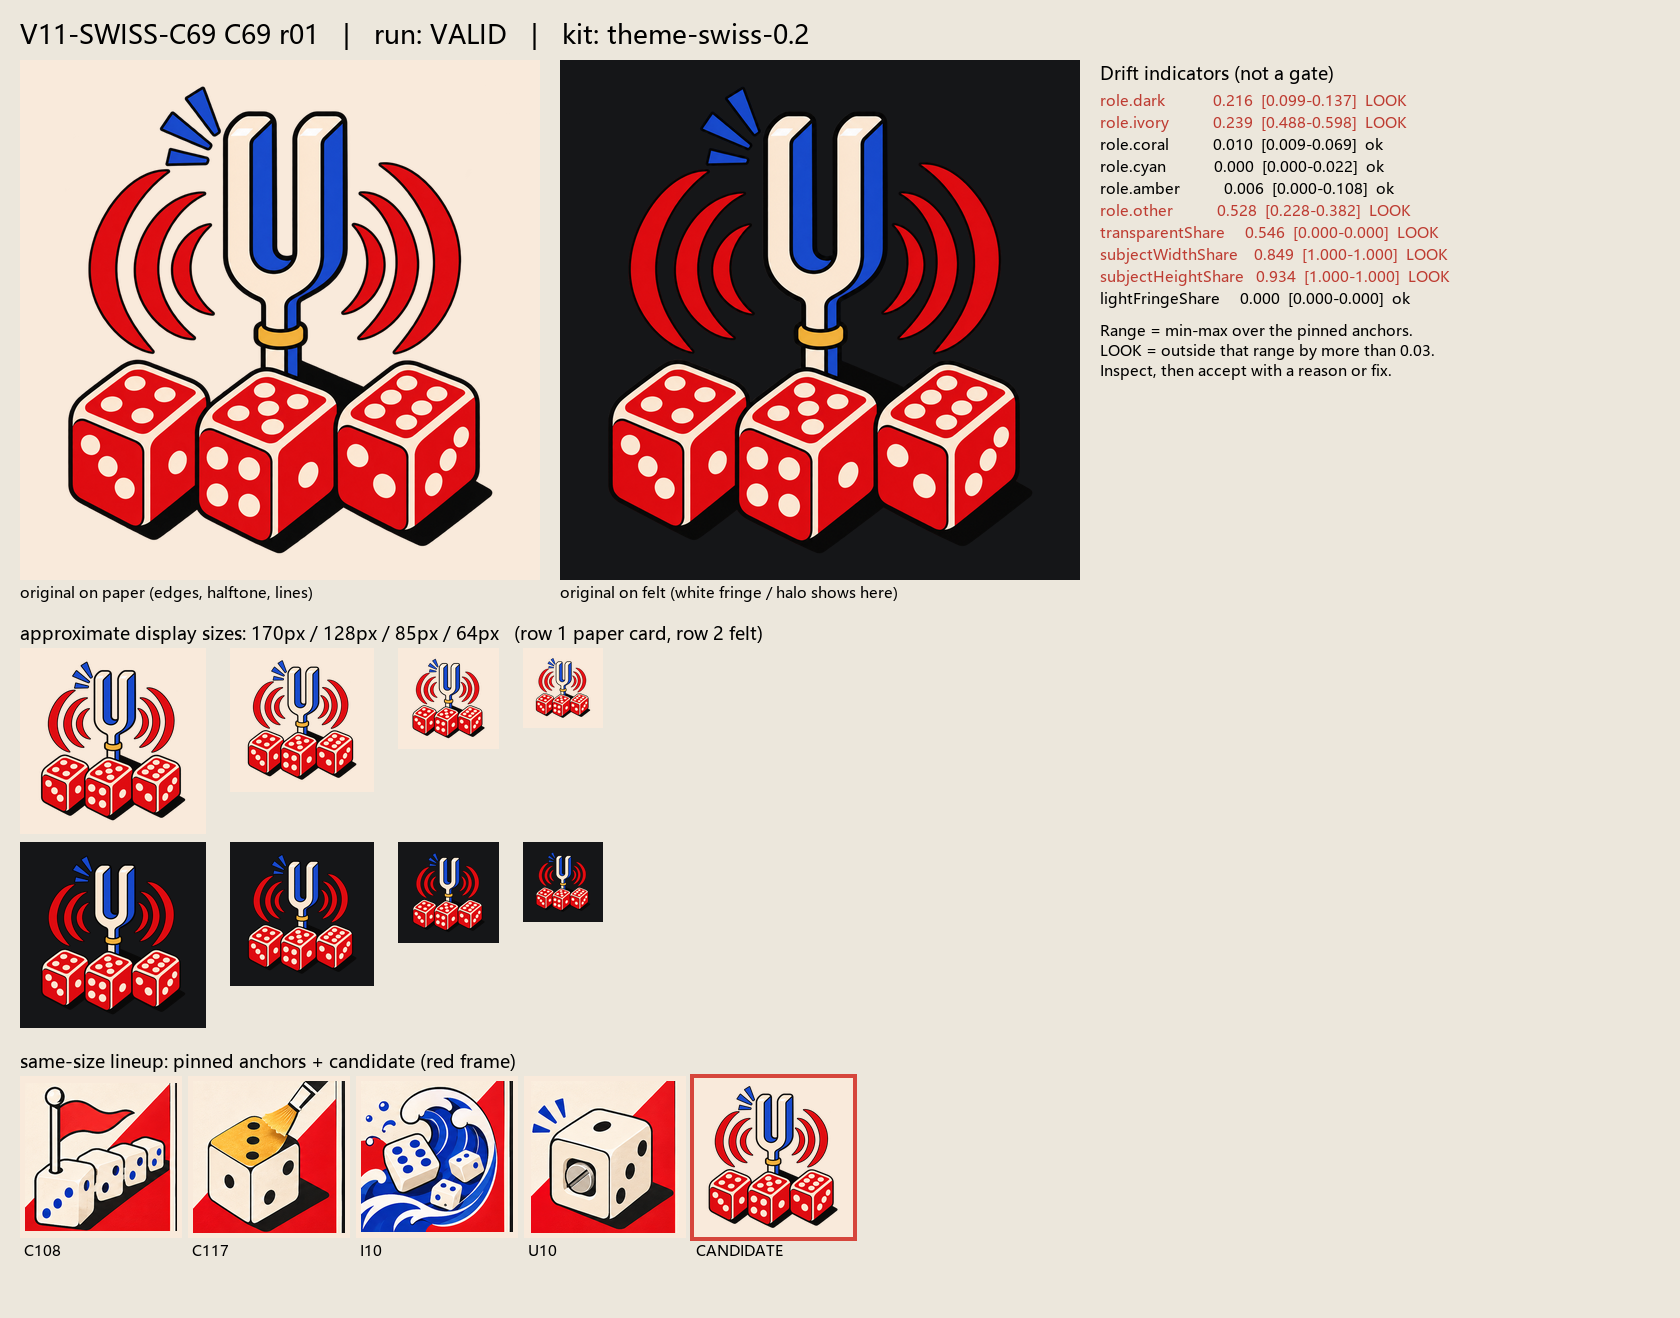 V11-SWISS-C69 C69 r01   |   run: VALID   |   kit: theme-swiss-0.2
Drift indicators (not a gate)
role.dark 0.216 [0.099-0.137] LOOK
role.ivory 0.239 [0.488-0.598] LOOK
role.coral 0.010 [0.009-0.069] ok
role.cyan 0.000 [0.000-0.022] ok
role.amber 0.006 [0.000-0.108] ok
role.other 0.528 [0.228-0.382] LOOK
transparentShare 0.546 [0.000-0.000] LOOK
subjectWidthShare 0.849 [1.000-1.000] LOOK
subjectHeightShare 0.934 [1.000-1.000] LOOK
lightFringeShare 0.000 [0.000-0.000] ok
Range = min-max over the pinned anchors.
LOOK = outside that range by more than 0.03.
Inspect, then accept with a reason or fix.
original on paper (edges, halftone, lines)
original on felt (white fringe / halo shows here)
approximate display sizes: 170px / 128px / 85px / 64px   (row 1 paper card, row 2 felt)
same-size lineup: pinned anchors + candidate (red frame)
C108
C117
I10
U10
CANDIDATE